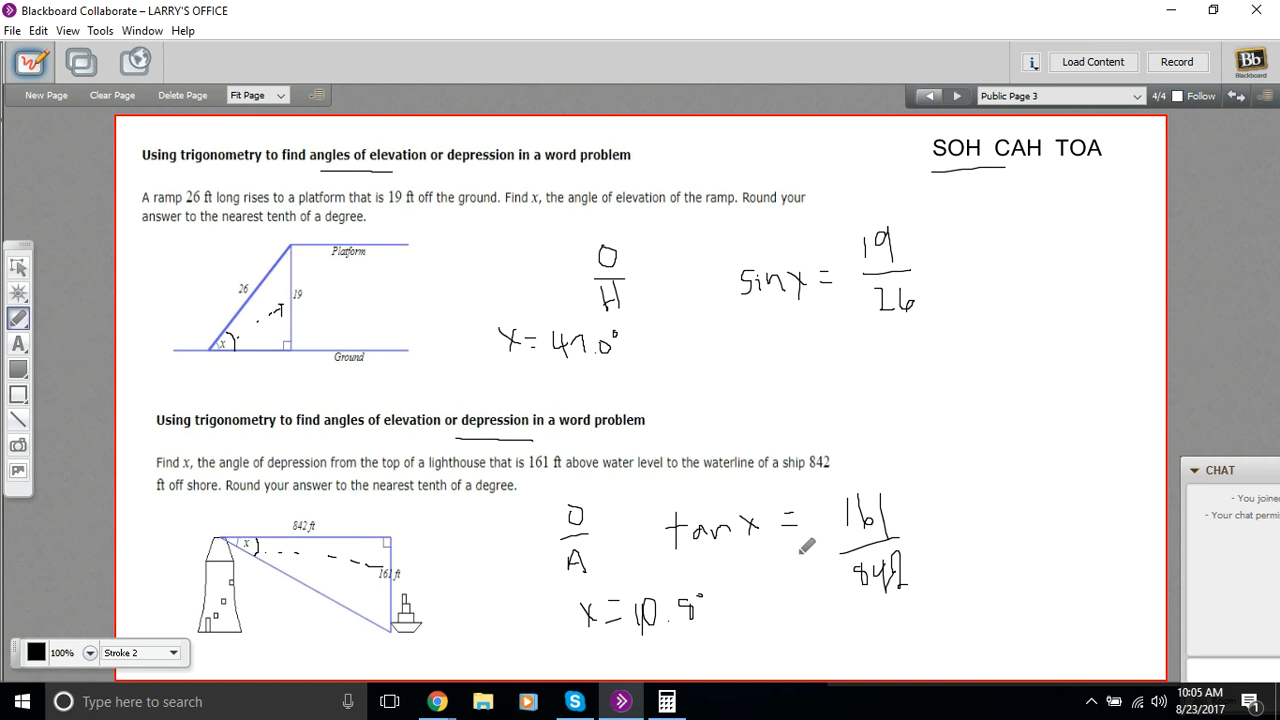 Blackboard Collaborate – LARRY'S OFFICE
File Edit View Tools Window Help
i Load Content Record Bb Blackboard
New Page Clear Page Delete Page Fit Page Public Page 3 4/4 Follow
Using trigonometry to find angles of elevation or depression in a word problem
SOH CAH TOA
A ramp 26 ft long rises to a platform that is 19 ft off the ground. Find x, the angle of elevation of the ramp. Round your
answer to the nearest tenth of a degree.
Platform
26
19
x
Ground
O
H
sin x = 19
26
x = 47.0°
Using trigonometry to find angles of elevation or depression in a word problem
Find x, the angle of depression from the top of a lighthouse that is 161 ft above water level to the waterline of a ship 842
ft off shore. Round your answer to the nearest tenth of a degree.
842 ft
x
161 ft
O
A
tan x = 161
842
x = 10.8°
CHAT
You joine
Your chat permi
A
100% Stroke 2
Type here to search
10:05 AM
8/23/2017
1